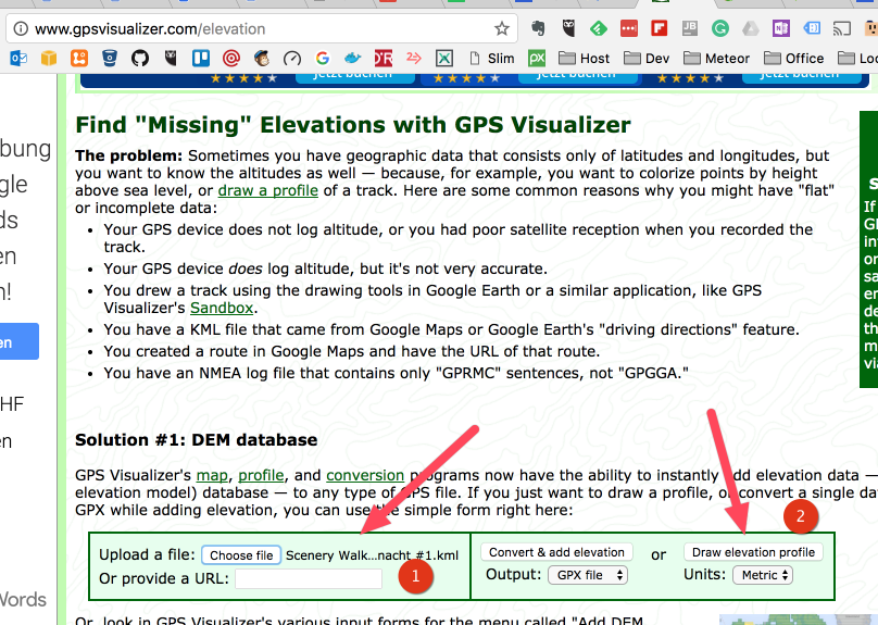 www.gpsvisualizer.com/elevation
Slim
Host
Dev
Meteor
Office
jetzt buchen
jetzt buchen
jetzt buchen
Find "Missing" Elevations with GPS Visualizer
The problem: Sometimes you have geographic data that consists only of latitudes and longitudes, but
you want to know the altitudes as well — because, for example, you want to colorize points by height
above sea level, or draw a profile of a track. Here are some common reasons why you might have "flat"
or incomplete data:
• Your GPS device does not log altitude, or you had poor satellite reception when you recorded the
track.
• Your GPS device does log altitude, but it's not very accurate.
• You drew a track using the drawing tools in Google Earth or a similar application, like GPS
Visualizer's Sandbox.
• You have a KML file that came from Google Maps or Google Earth's "driving directions" feature.
• You created a route in Google Maps and have the URL of that route.
• You have an NMEA log file that contains only "GPRMC" sentences, not "GPGGA."
Solution #1: DEM database
GPS Visualizer's map, profile, and conversion programs now have the ability to instantly add elevation data —
elevation model) database — to any type of GPS file. If you just want to draw a profile, or convert a single da
GPX while adding elevation, you can use the simple form right here:
Upload a file: Choose file Scenery Walk...nacht_#1.kml
Or provide a URL:
1
Convert & add elevation or Draw elevation profile
Output: GPX file Units: Metric
2
Or, look in GPS Visualizer's various input forms for the menu called "Add DEM
bung
gle
ds
en
n!
en
HF
en
Words
S
If